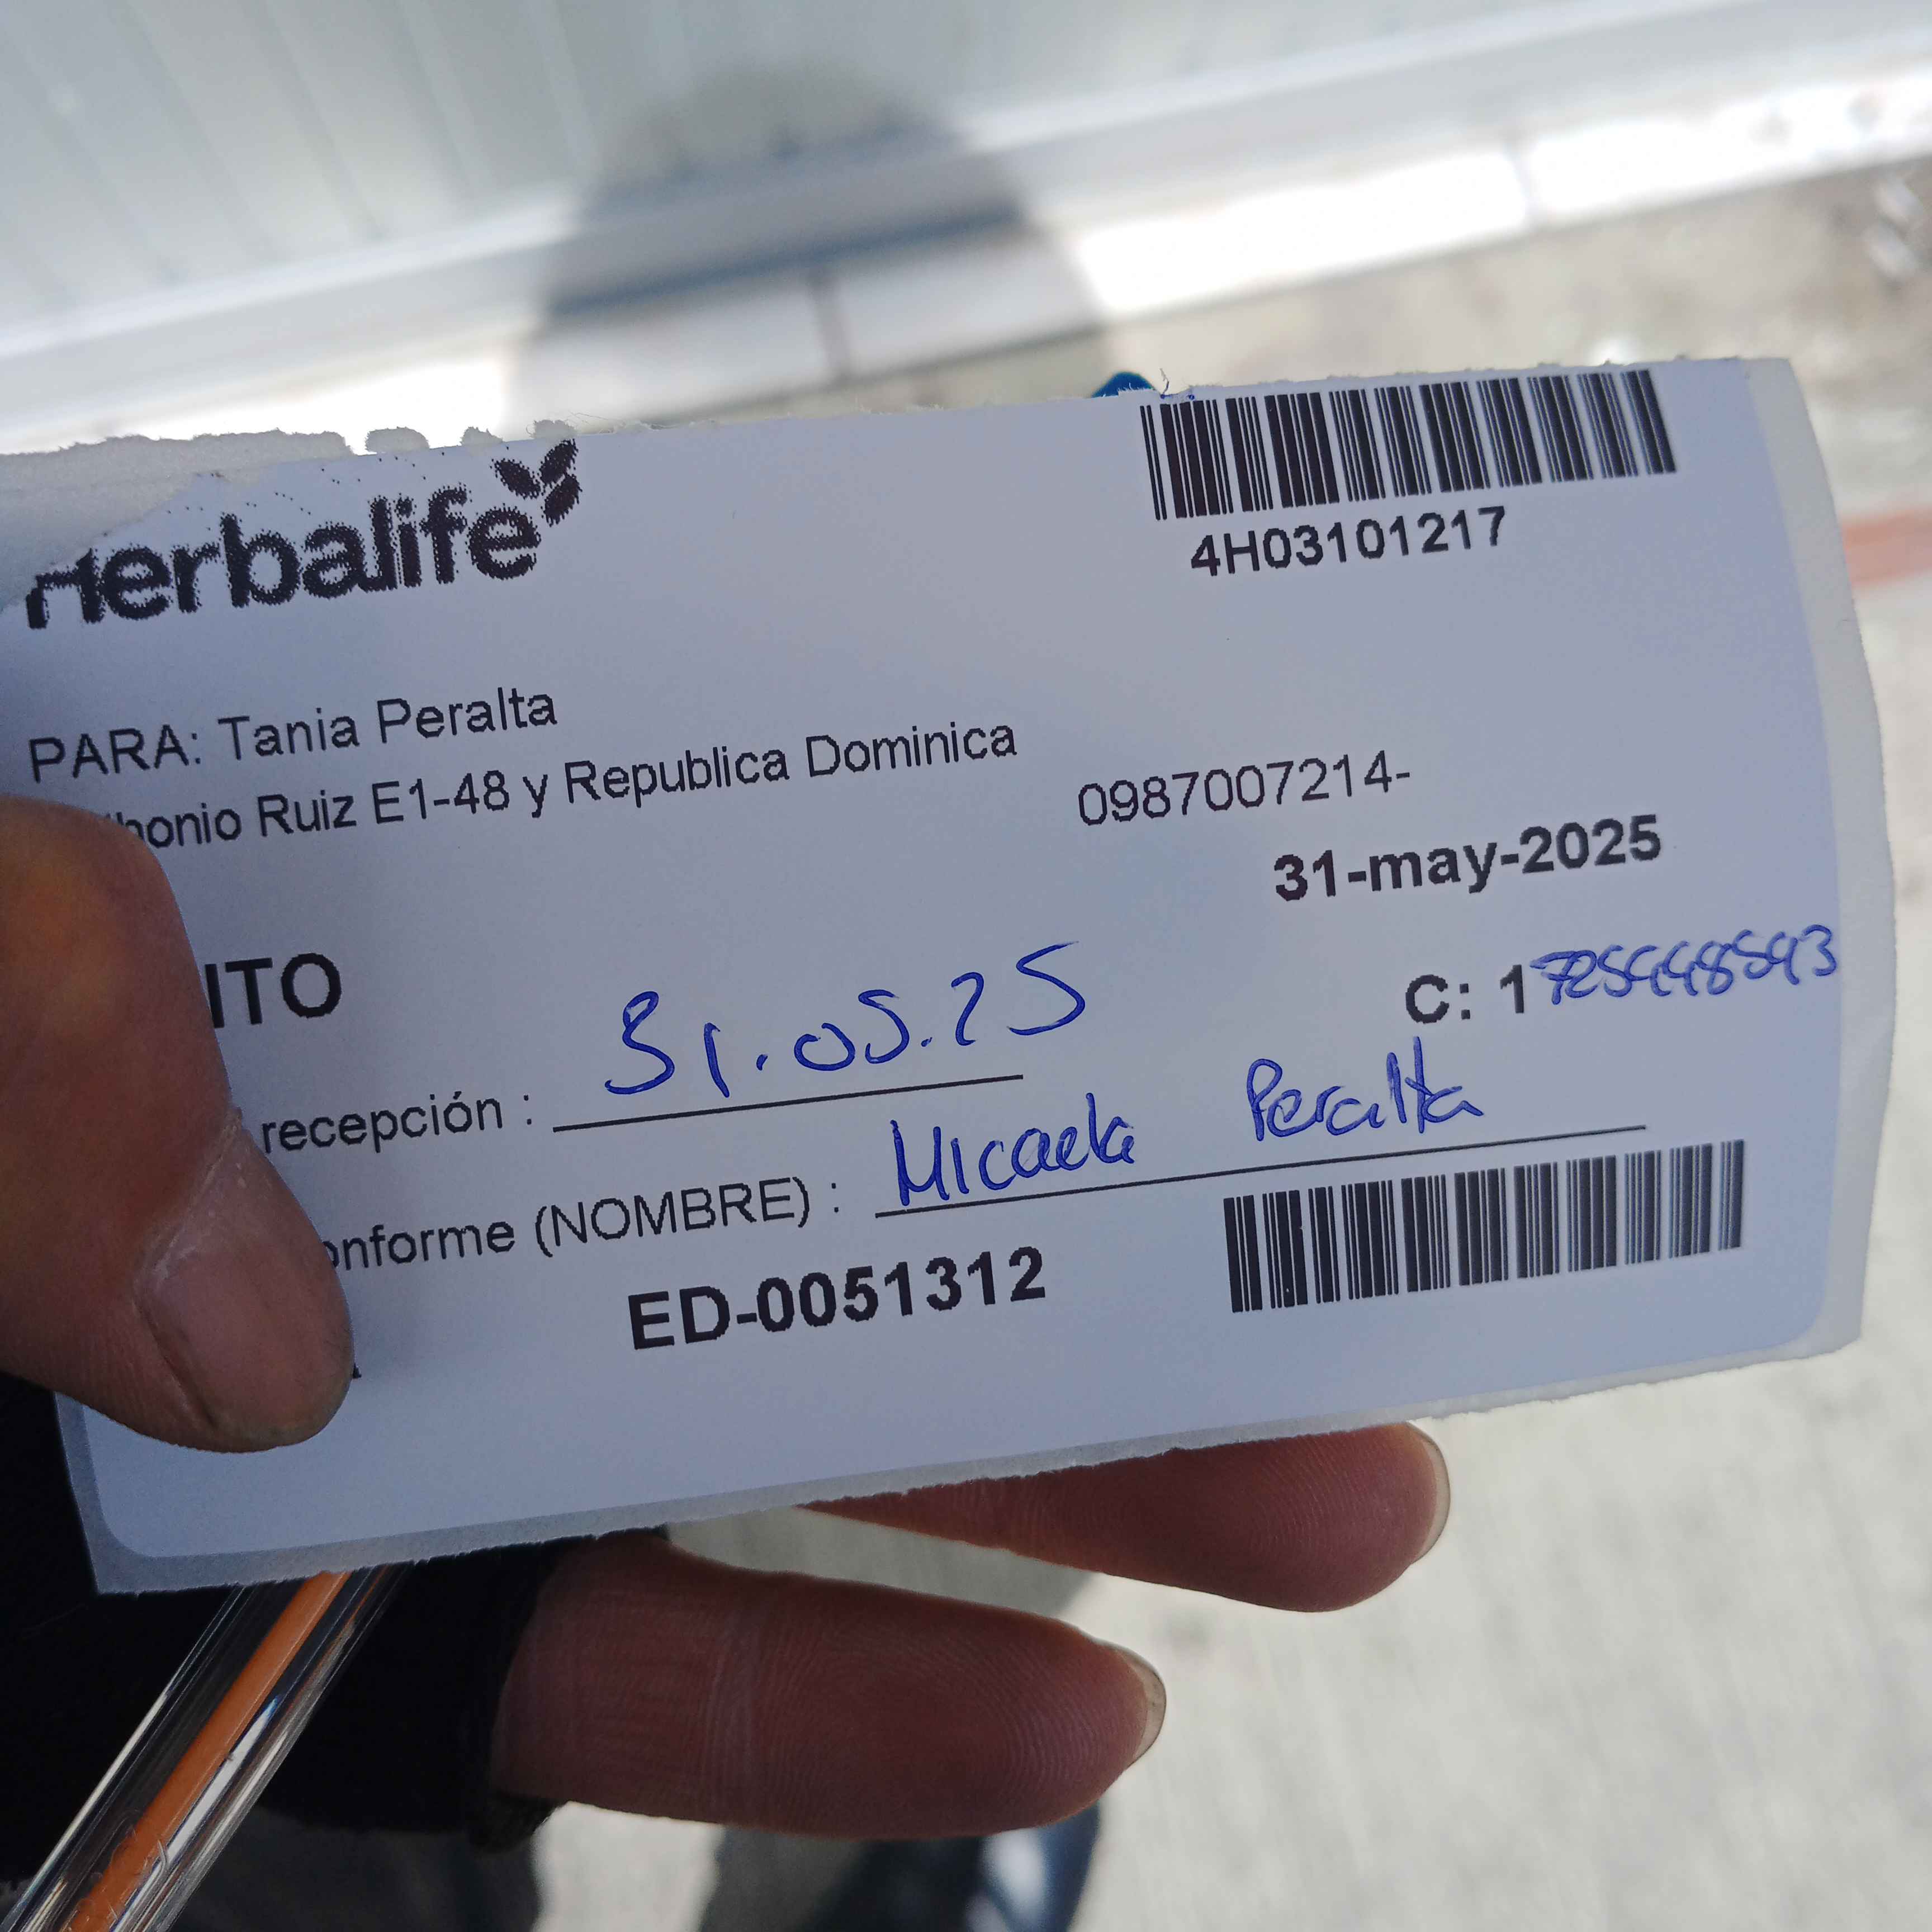 Herbalife
4H03101217
PARA: Tania Peralta
honio Ruiz E1-48 y Republica Dominica
0987007214-
31-may-2025
ITO
C: 1
recepción : 31.05.25
onforme (NOMBRE) : Micaela Peralta
ED-0051312